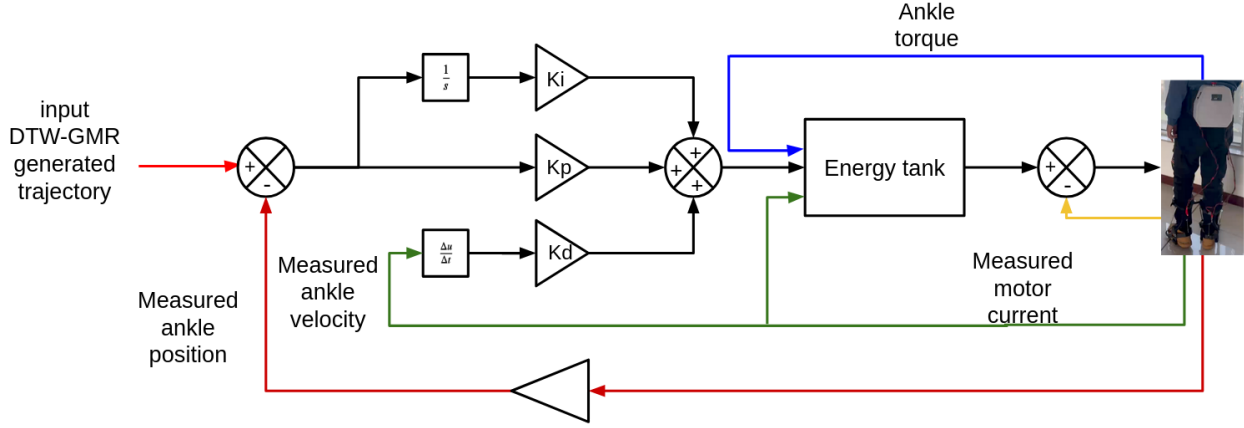 Ankle
torque
input
DTW-GMR
generated
trajectory
1
s
Ki
+
-
Kp
+
+
+
Energy tank
+
-
Δu
Δt
Kd
Measured
ankle
velocity
Measured
motor
current
Measured
ankle
position